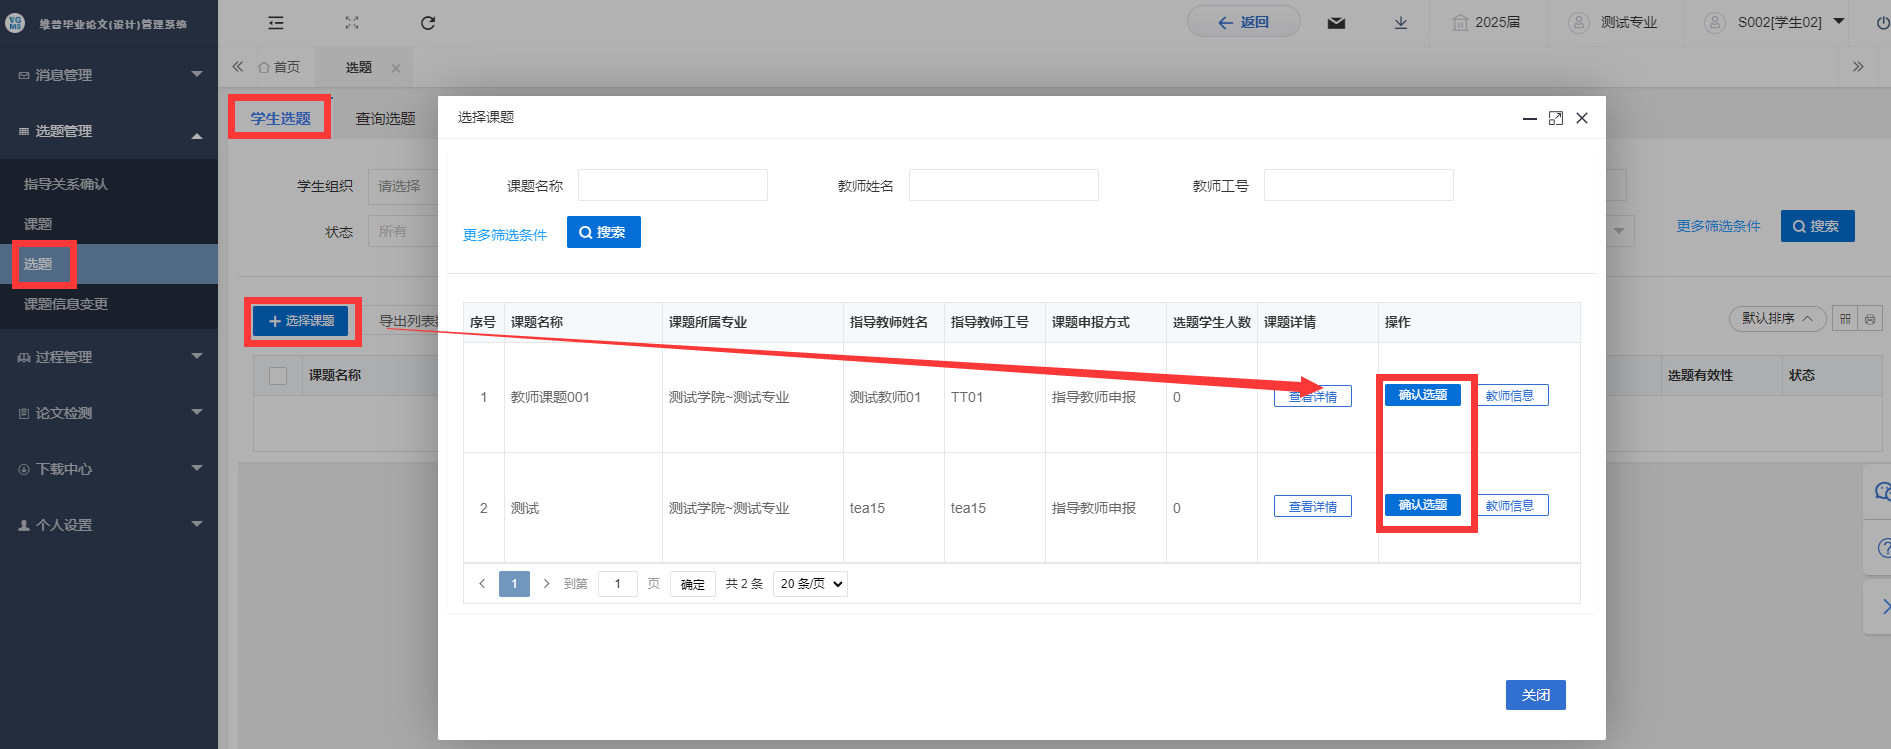 VG
MS
维普毕业论文(设计)管理系统
返回
2025届
测试专业
S002[学生02]
首页
选题
消息管理
选题管理
指导关系确认
课题
选题
课题信息变更
过程管理
论文检测
下载中心
个人设置
学生选题
查询选题
学生组织
请选择
状态
所有
更多筛选条件
搜索
选择课题
导出列表
默认排序
课题名称
选题有效性
状态
选择课题
课题名称
教师姓名
教师工号
更多筛选条件
搜索
序号 课题名称 课题所属专业 指导教师姓名 指导教师工号 课题申报方式 选题学生人数 课题详情 操作
1 教师课题001 测试学院~测试专业 测试教师01 TT01 指导教师申报 0 查看详情 确认选题 教师信息
2 测试 测试学院~测试专业 tea15 tea15 指导教师申报 0 查看详情 确认选题 教师信息
1 到第 1 页 确定 共 2 条 20 条/页
关闭